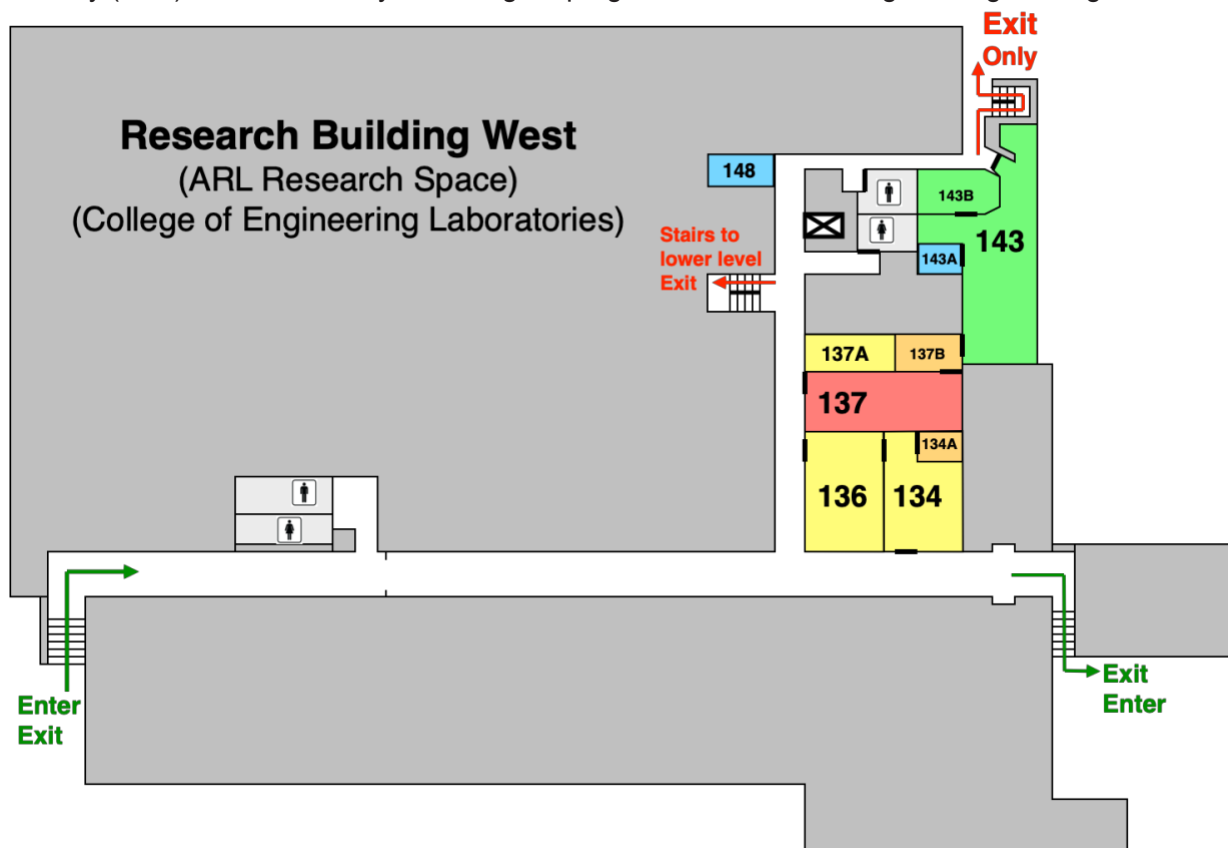 Exit
Only
Research Building West
(ARL Research Space)
(College of Engineering Laboratories)
148
143B
143
143A
Stairs to
lower level
Exit
137A
137B
137
134A
136
134
Enter
Exit
Exit
Enter